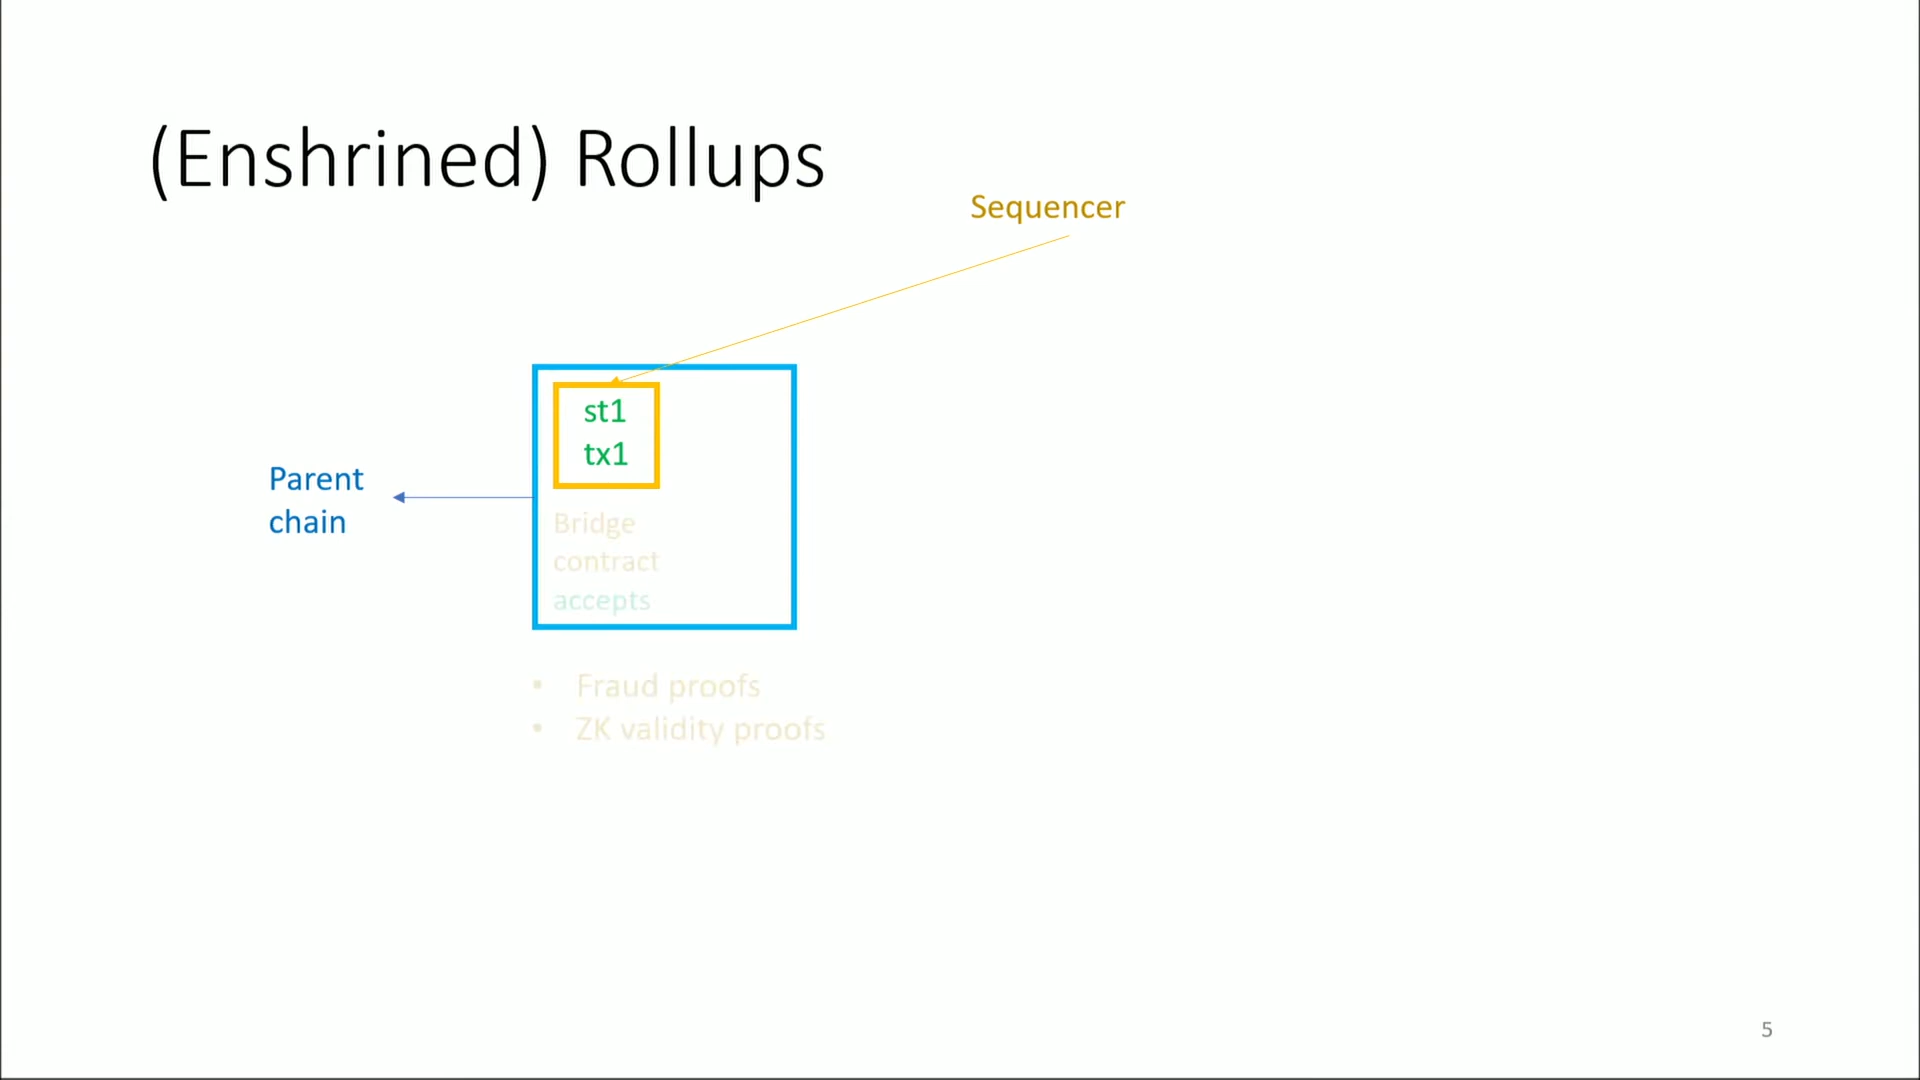 (Enshrined) Rollups
Sequencer
st1
tx1
Parent
chain
Bridge
contract
accepts
• Fraud proofs
• ZK validity proofs
5